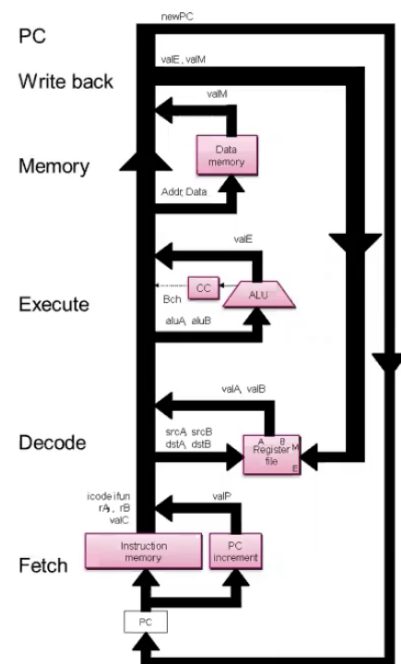 newPC
PC
valE, valM
Write back
valM
Data
memory
Memory
Addr, Data
valE
CC
ALU
Execute
Bch
aluA, aluB
valA, valB
srcA, srcB
dstA, dstB
A B
M
Register
file
E
Decode
icode ifun
rA, rB
valC
valP
Instruction
memory
PC
increment
Fetch
PC